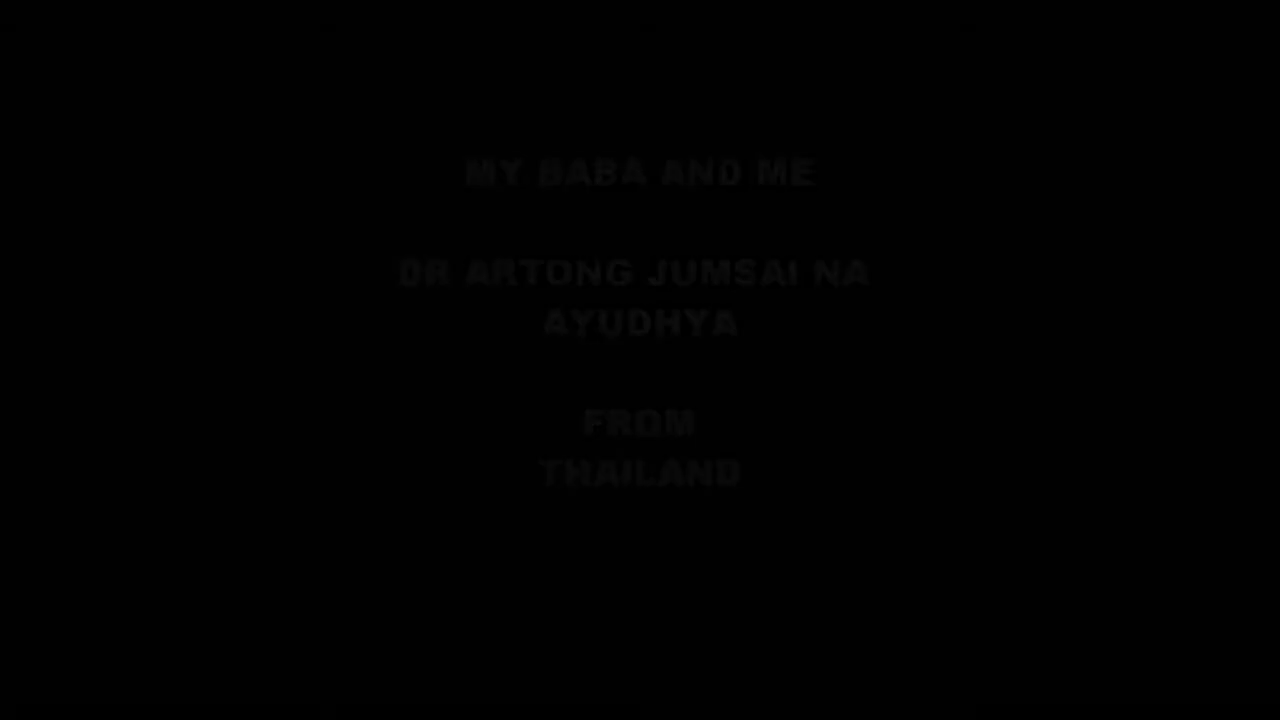 MY BABA AND ME
DR ARTONG JUMSAI NA
AYUDHYA
FROM
THAILAND